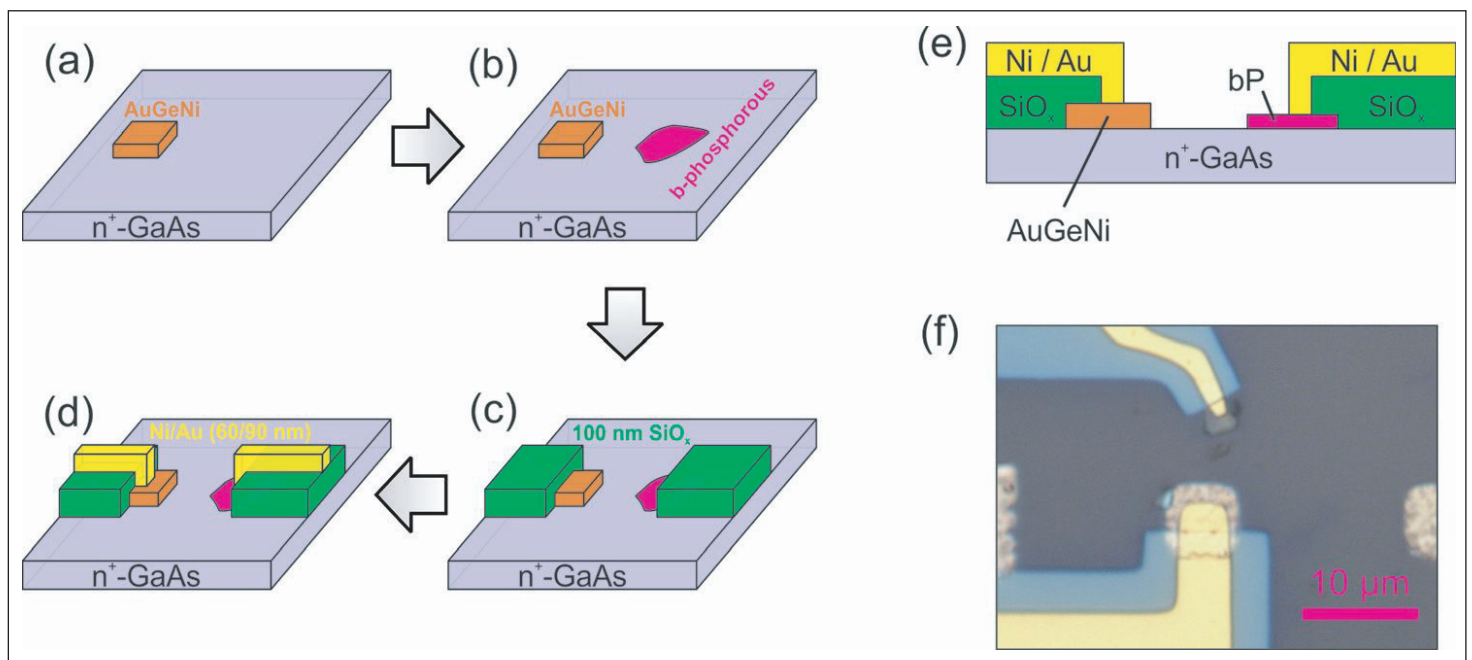 (a)
AuGeNi
n⁺-GaAs
(b)
AuGeNi
b-phosphorous
n⁺-GaAs
(d)
Ni/Au (60/90 nm)
n⁺-GaAs
(c)
100 nm SiOₓ
n⁺-GaAs
(e)
Ni / Au
Ni / Au
bP
SiOₓ
SiOₓ
n⁺-GaAs
AuGeNi
(f)
10 µm